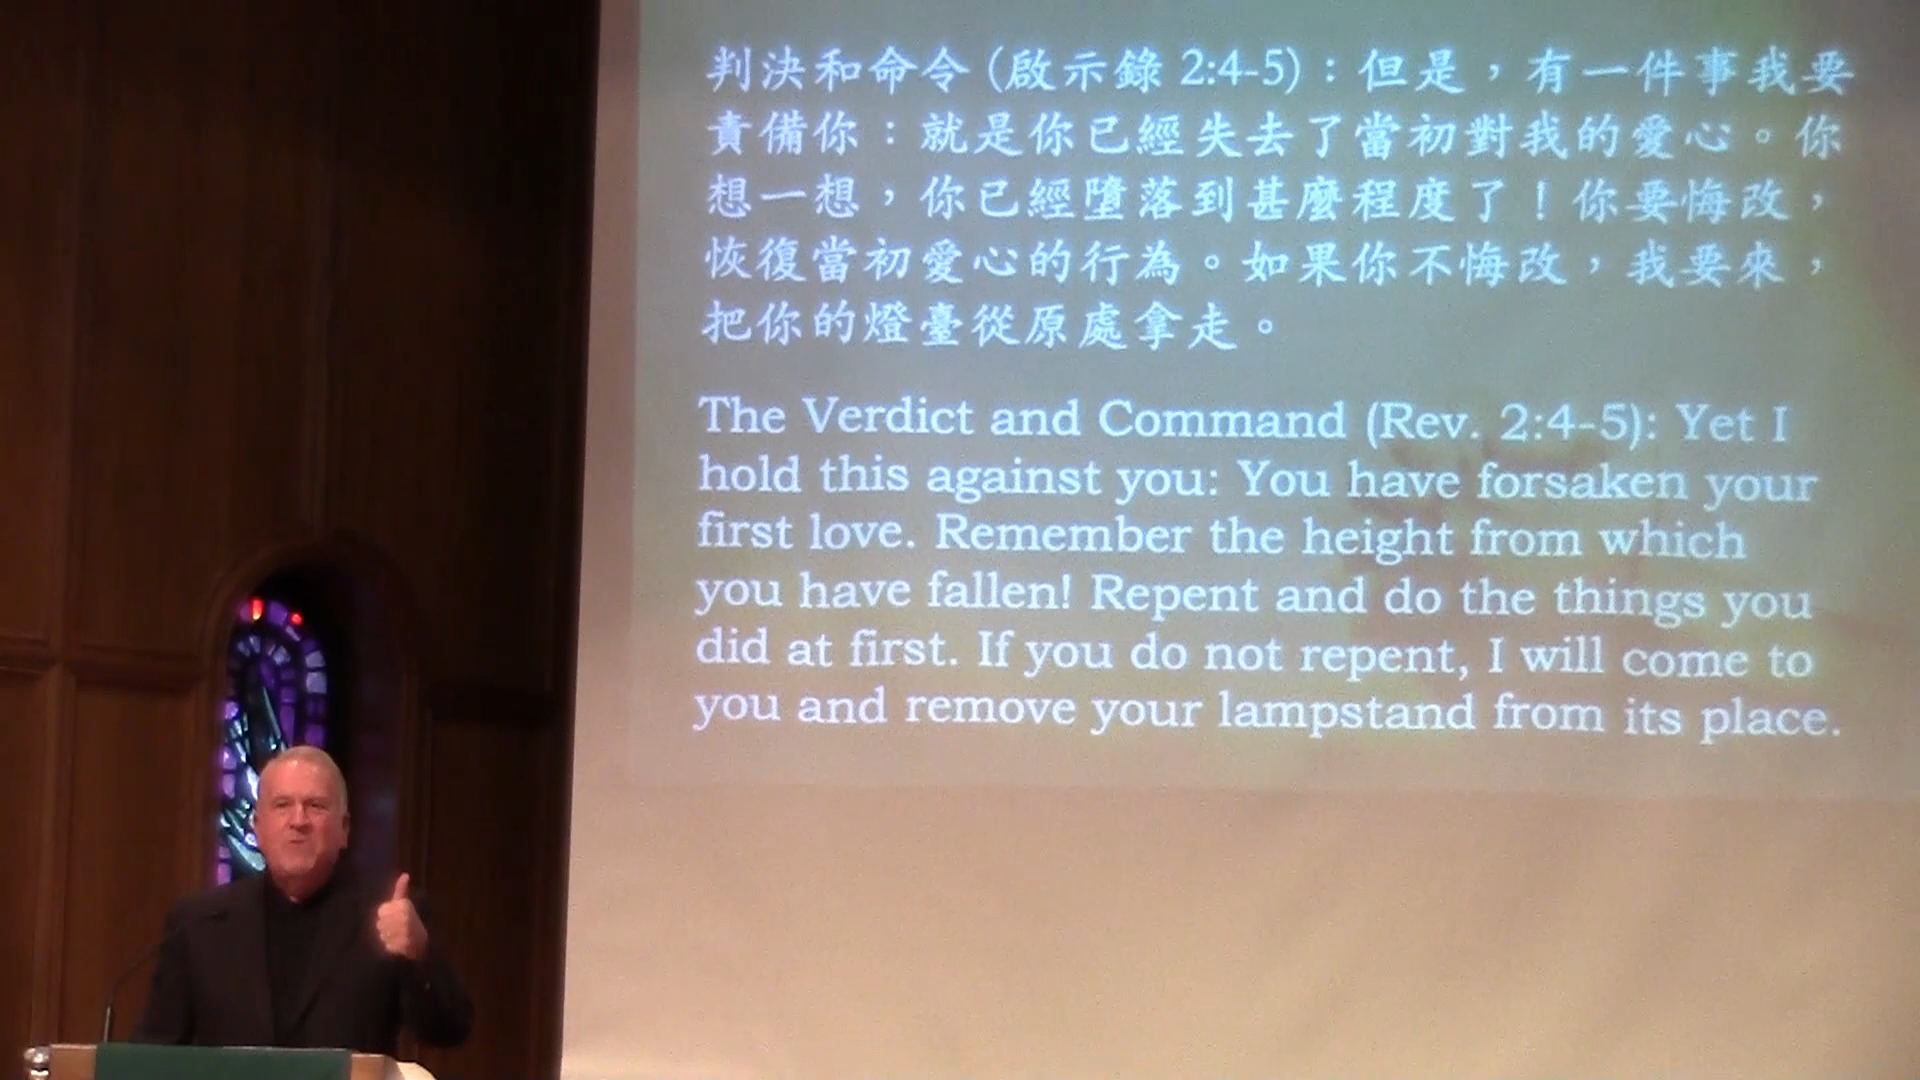 判決和命令 (啟示錄 2:4-5)：但是，有一件事我要
責備你：就是你已經失去了當初對我的愛心。你
想一想，你已經墮落到甚麼程度了！你要悔改，
恢復當初愛心的行為。如果你不悔改，我要來，
把你的燈臺從原處拿走。
The Verdict and Command (Rev. 2:4-5): Yet I
hold this against you: You have forsaken your
first love. Remember the height from which
you have fallen! Repent and do the things you
did at first. If you do not repent, I will come to
you and remove your lampstand from its place.